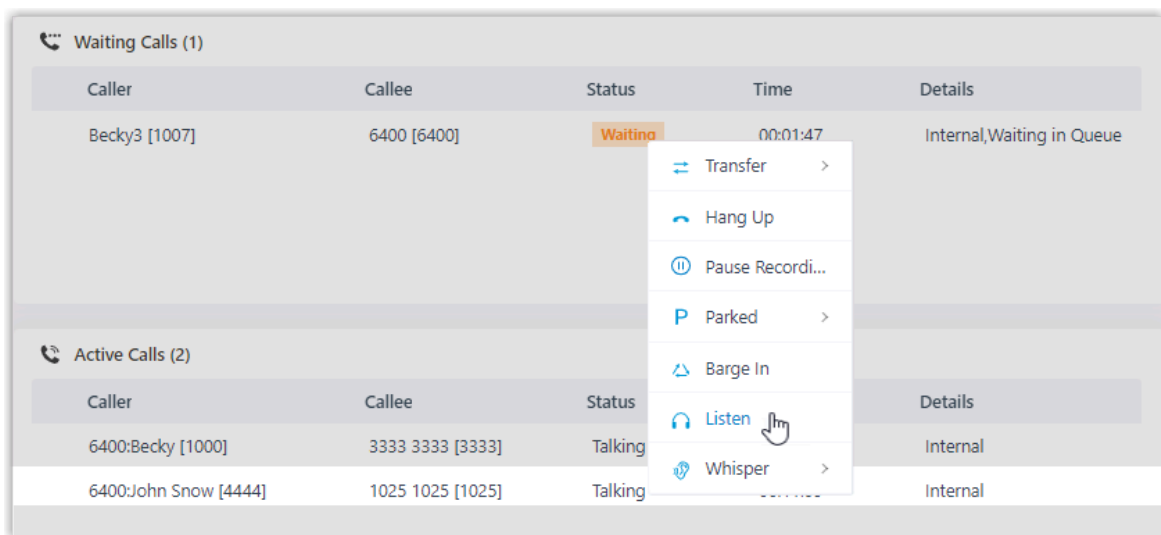 Waiting Calls (1)
Caller Callee Status Time Details
Becky3 [1007] 6400 [6400] Waiting 00:01:47 Internal,Waiting in Queue
Transfer
Hang Up
Pause Recordi...
P Parked
Active Calls (2)
Barge In
Caller Callee Status Details
Listen
6400:Becky [1000] 3333 3333 [3333] Talking Internal
Whisper
6400:John Snow [4444] 1025 1025 [1025] Talking Internal